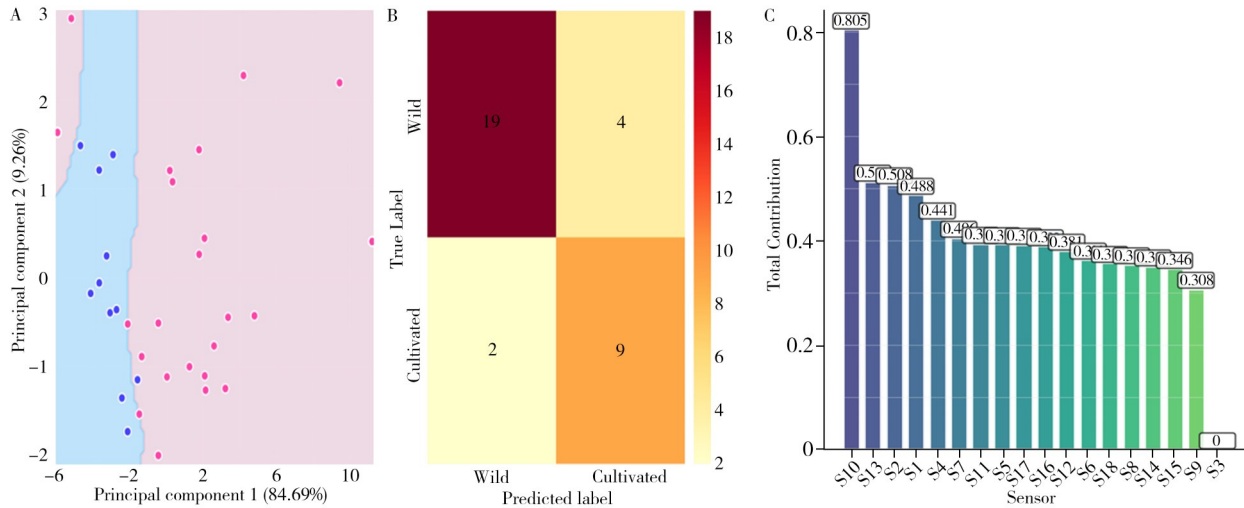 A
3
2
1
0
−1
−2
Principal component 2 (9.26%)
−6
−2
2
6
10
Principal component 1 (84.69%)
B
Wild
Cultivated
True Label
19
4
2
9
Wild
Cultivated
Predicted label
18
16
14
12
10
8
6
4
2
C
0.8
0.6
0.4
0.2
0
Total Contribution
0.805
0.508
0.488
0.441
0.381
0.346
0.308
0
S10
S13
S2
S1
S4
S7
S11
S5
S17
S16
S12
S6
S18
S8
S14
S15
S9
S3
Sensor